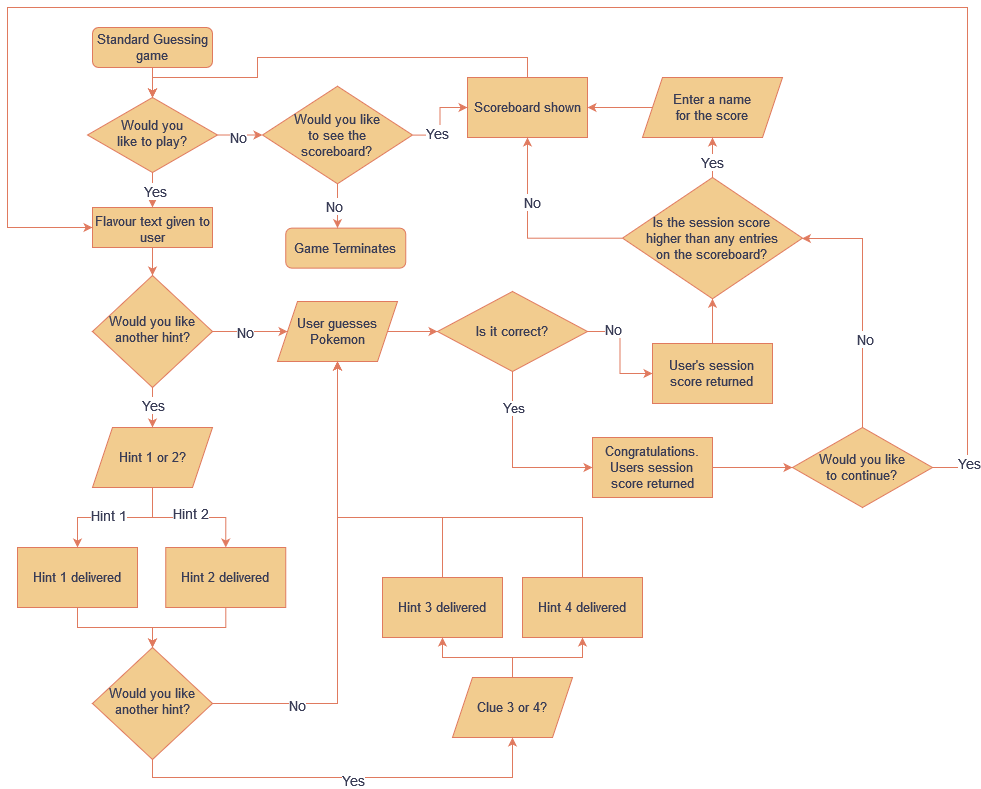 Standard Guessing
game
Would you
like to play?
No
Would you like
to see the
scoreboard?
Yes
Scoreboard shown
Enter a name
for the score
Yes
No
Yes
No
Flavour text given to
user
Game Terminates
Is the session score
higher than any entries
on the scoreboard?
Would you like
another hint?
No
User guesses
Pokemon
Is it correct?
No
User's session
score returned
No
Yes
Yes
Hint 1 or 2?
Congratulations.
Users session
score returned
Would you like
to continue?
Yes
Hint 1
Hint 2
Hint 1 delivered
Hint 2 delivered
Hint 3 delivered
Hint 4 delivered
Would you like
another hint?
No
Clue 3 or 4?
Yes